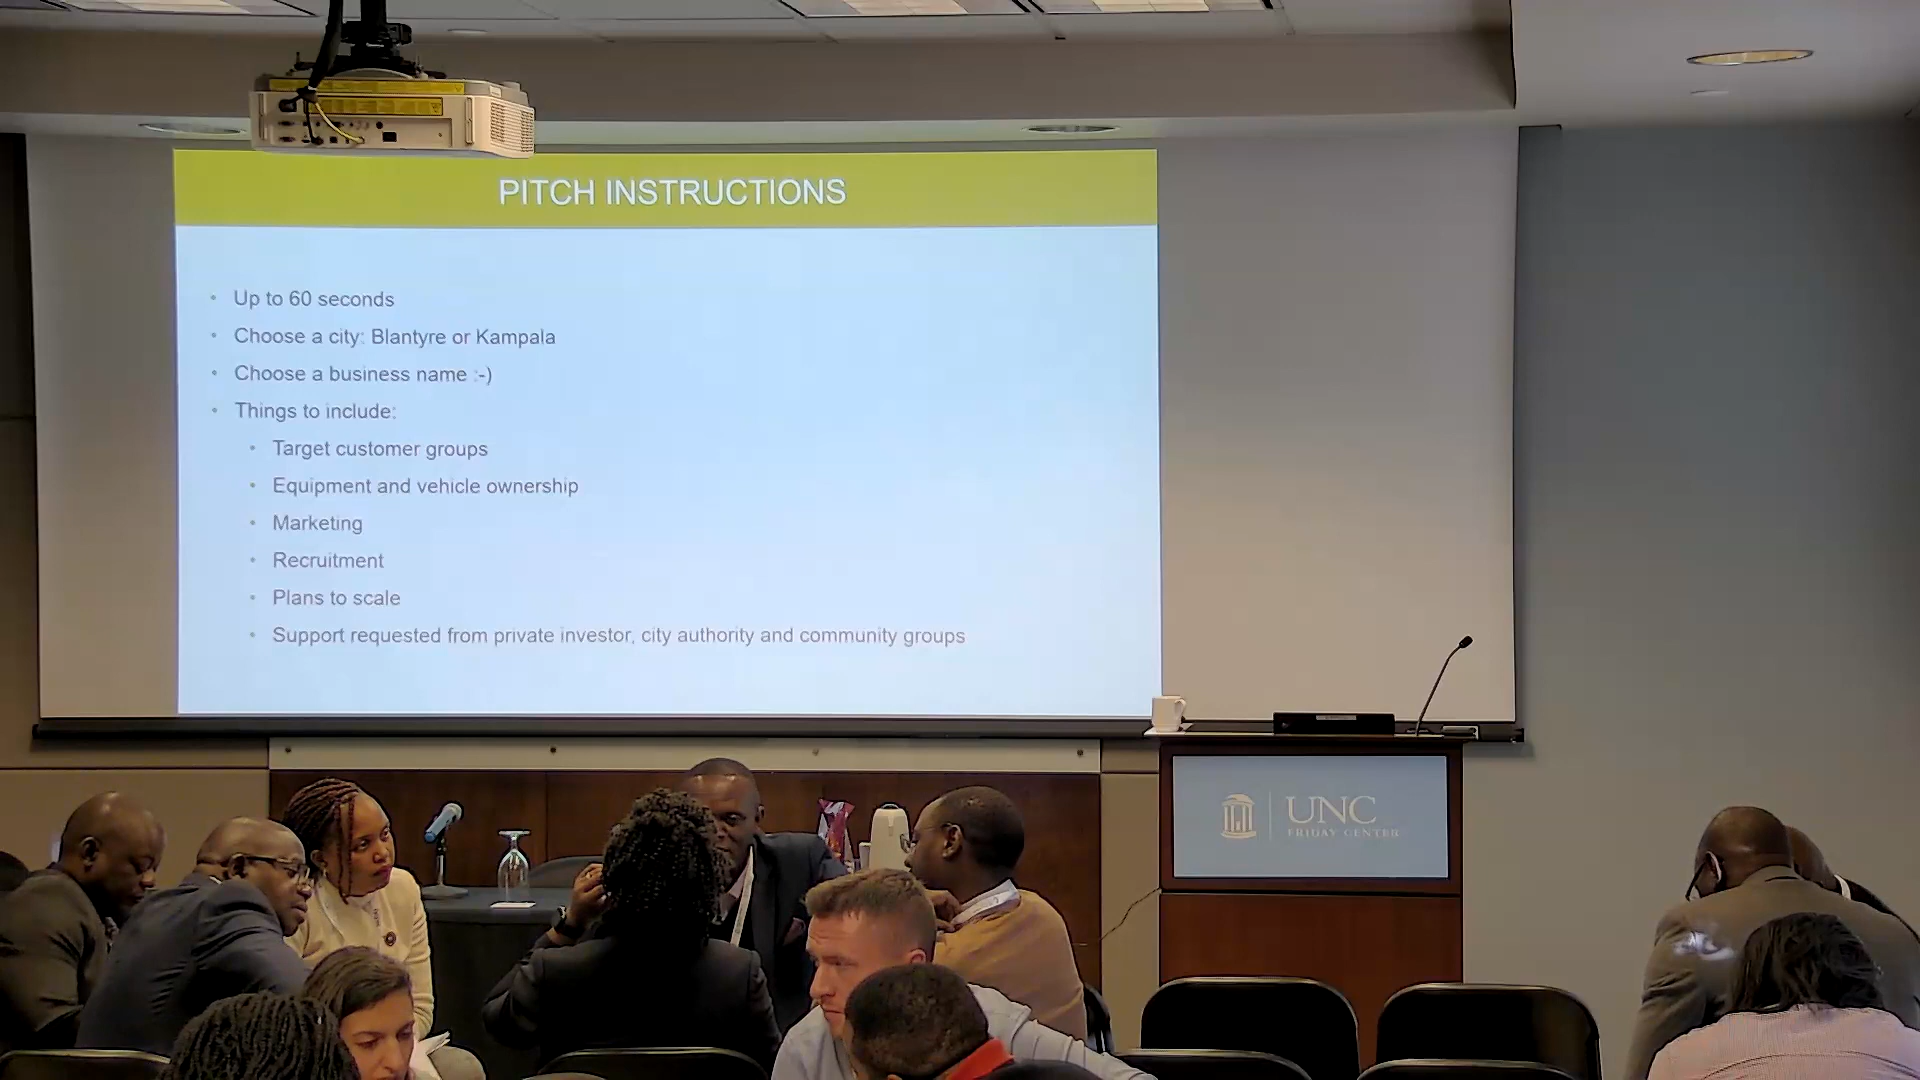 PITCH INSTRUCTIONS
• Up to 60 seconds
• Choose a city: Blantyre or Kampala
• Choose a business name :-)
• Things to include:
• Target customer groups
• Equipment and vehicle ownership
• Marketing
• Recruitment
• Plans to scale
• Support requested from private investor, city authority and community groups
UNC
FRIDAY CENTER